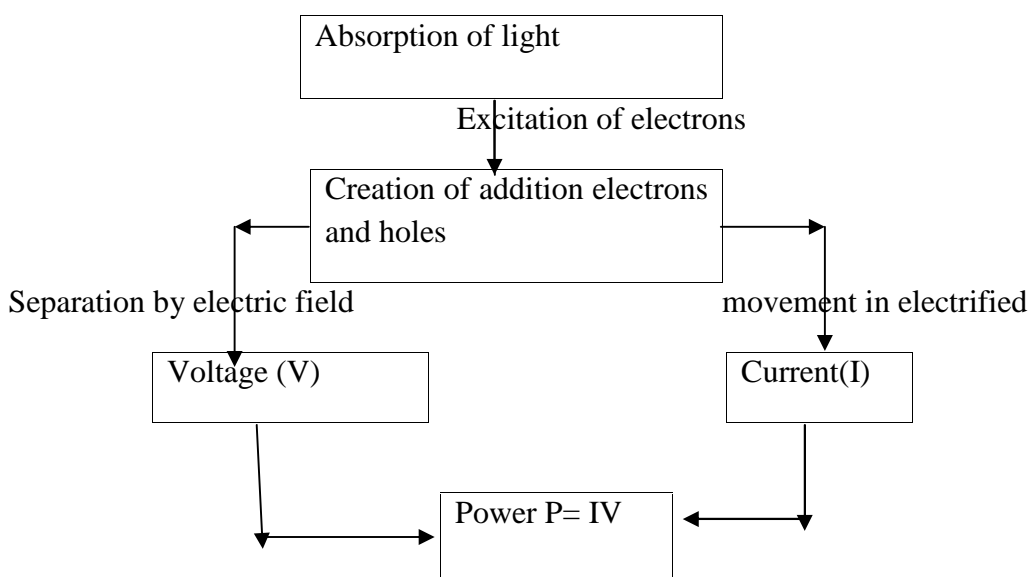 Absorption of light
Excitation of electrons
Creation of addition electrons
and holes
Separation by electric field
movement in electrified
Voltage (V)
Current(I)
Power P= IV